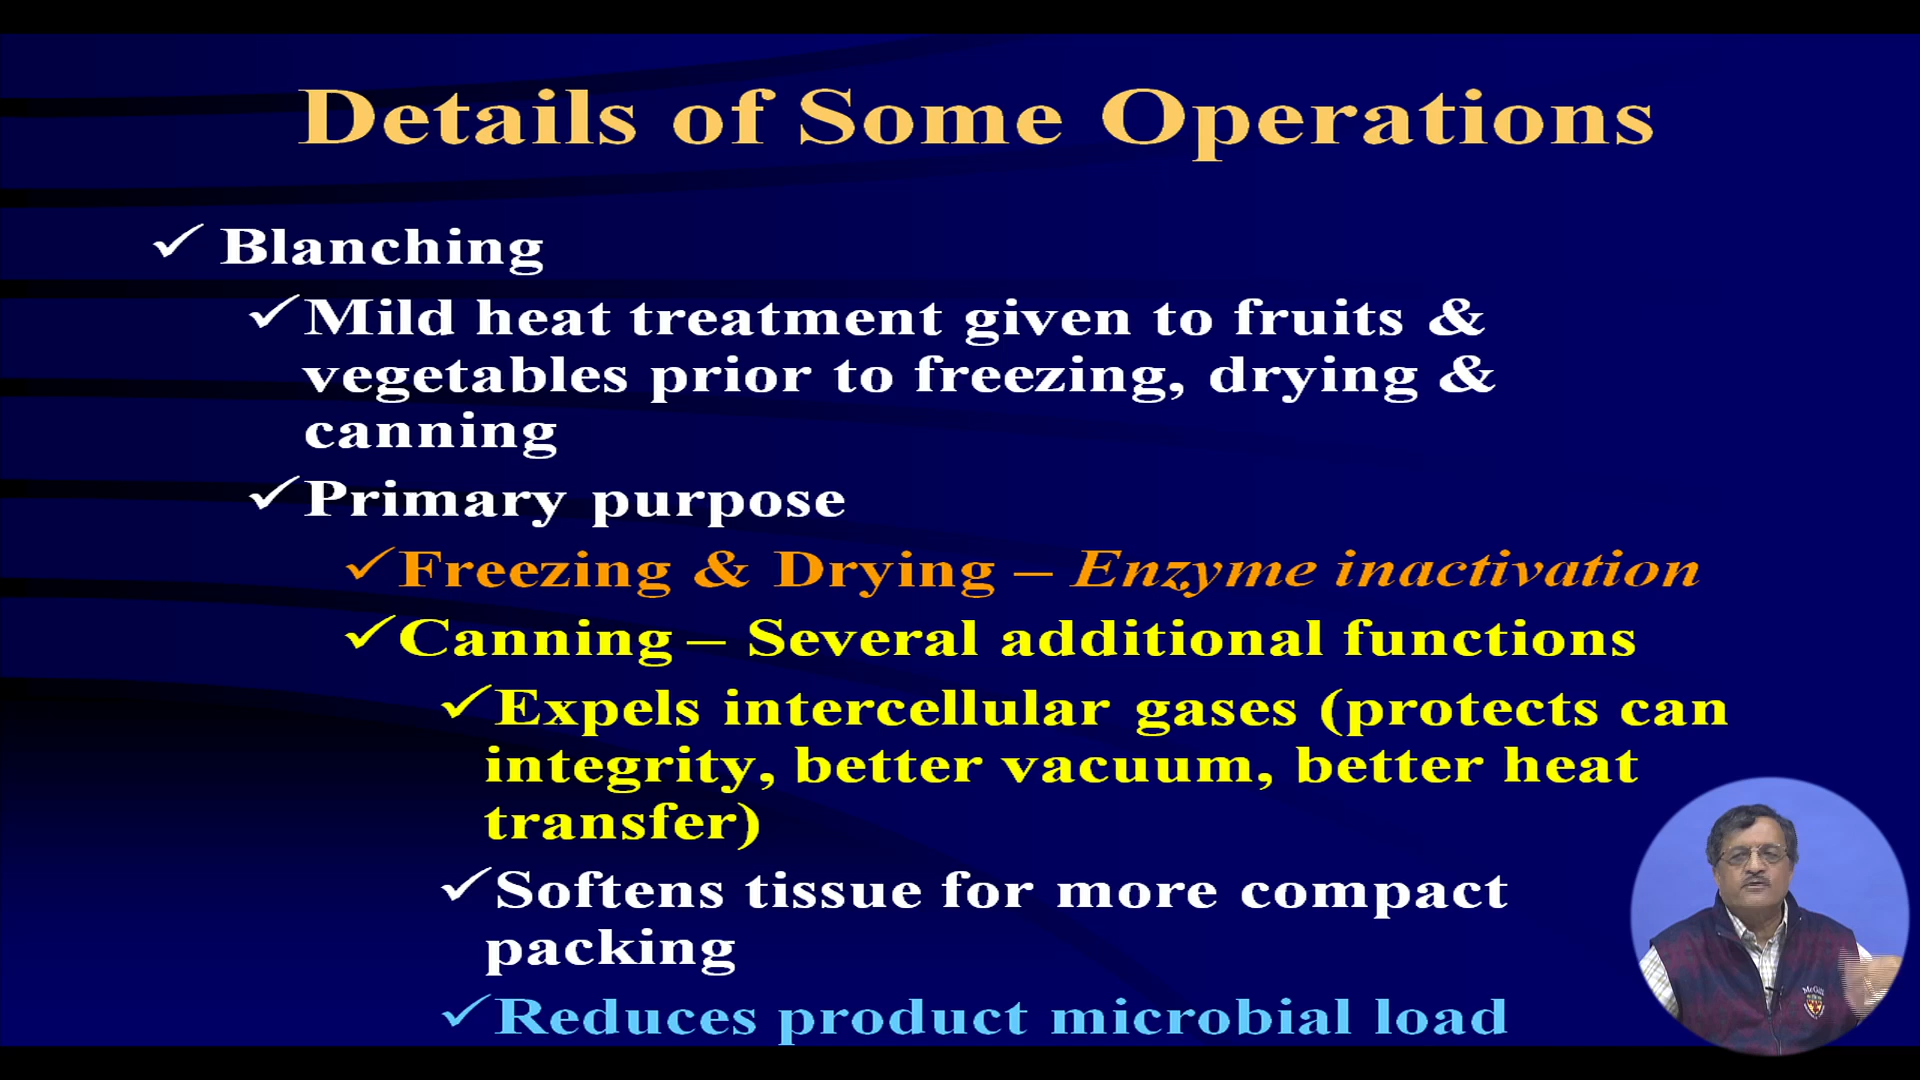 Details of Some Operations
✓ Blanching
✓ Mild heat treatment given to fruits &
vegetables prior to freezing, drying &
canning
✓ Primary purpose
✓ Freezing & Drying – Enzyme inactivation
✓ Canning – Several additional functions
✓ Expels intercellular gases (protects can
integrity, better vacuum, better heat
transfer)
✓ Softens tissue for more compact
packing
✓ Reduces product microbial load
McGill